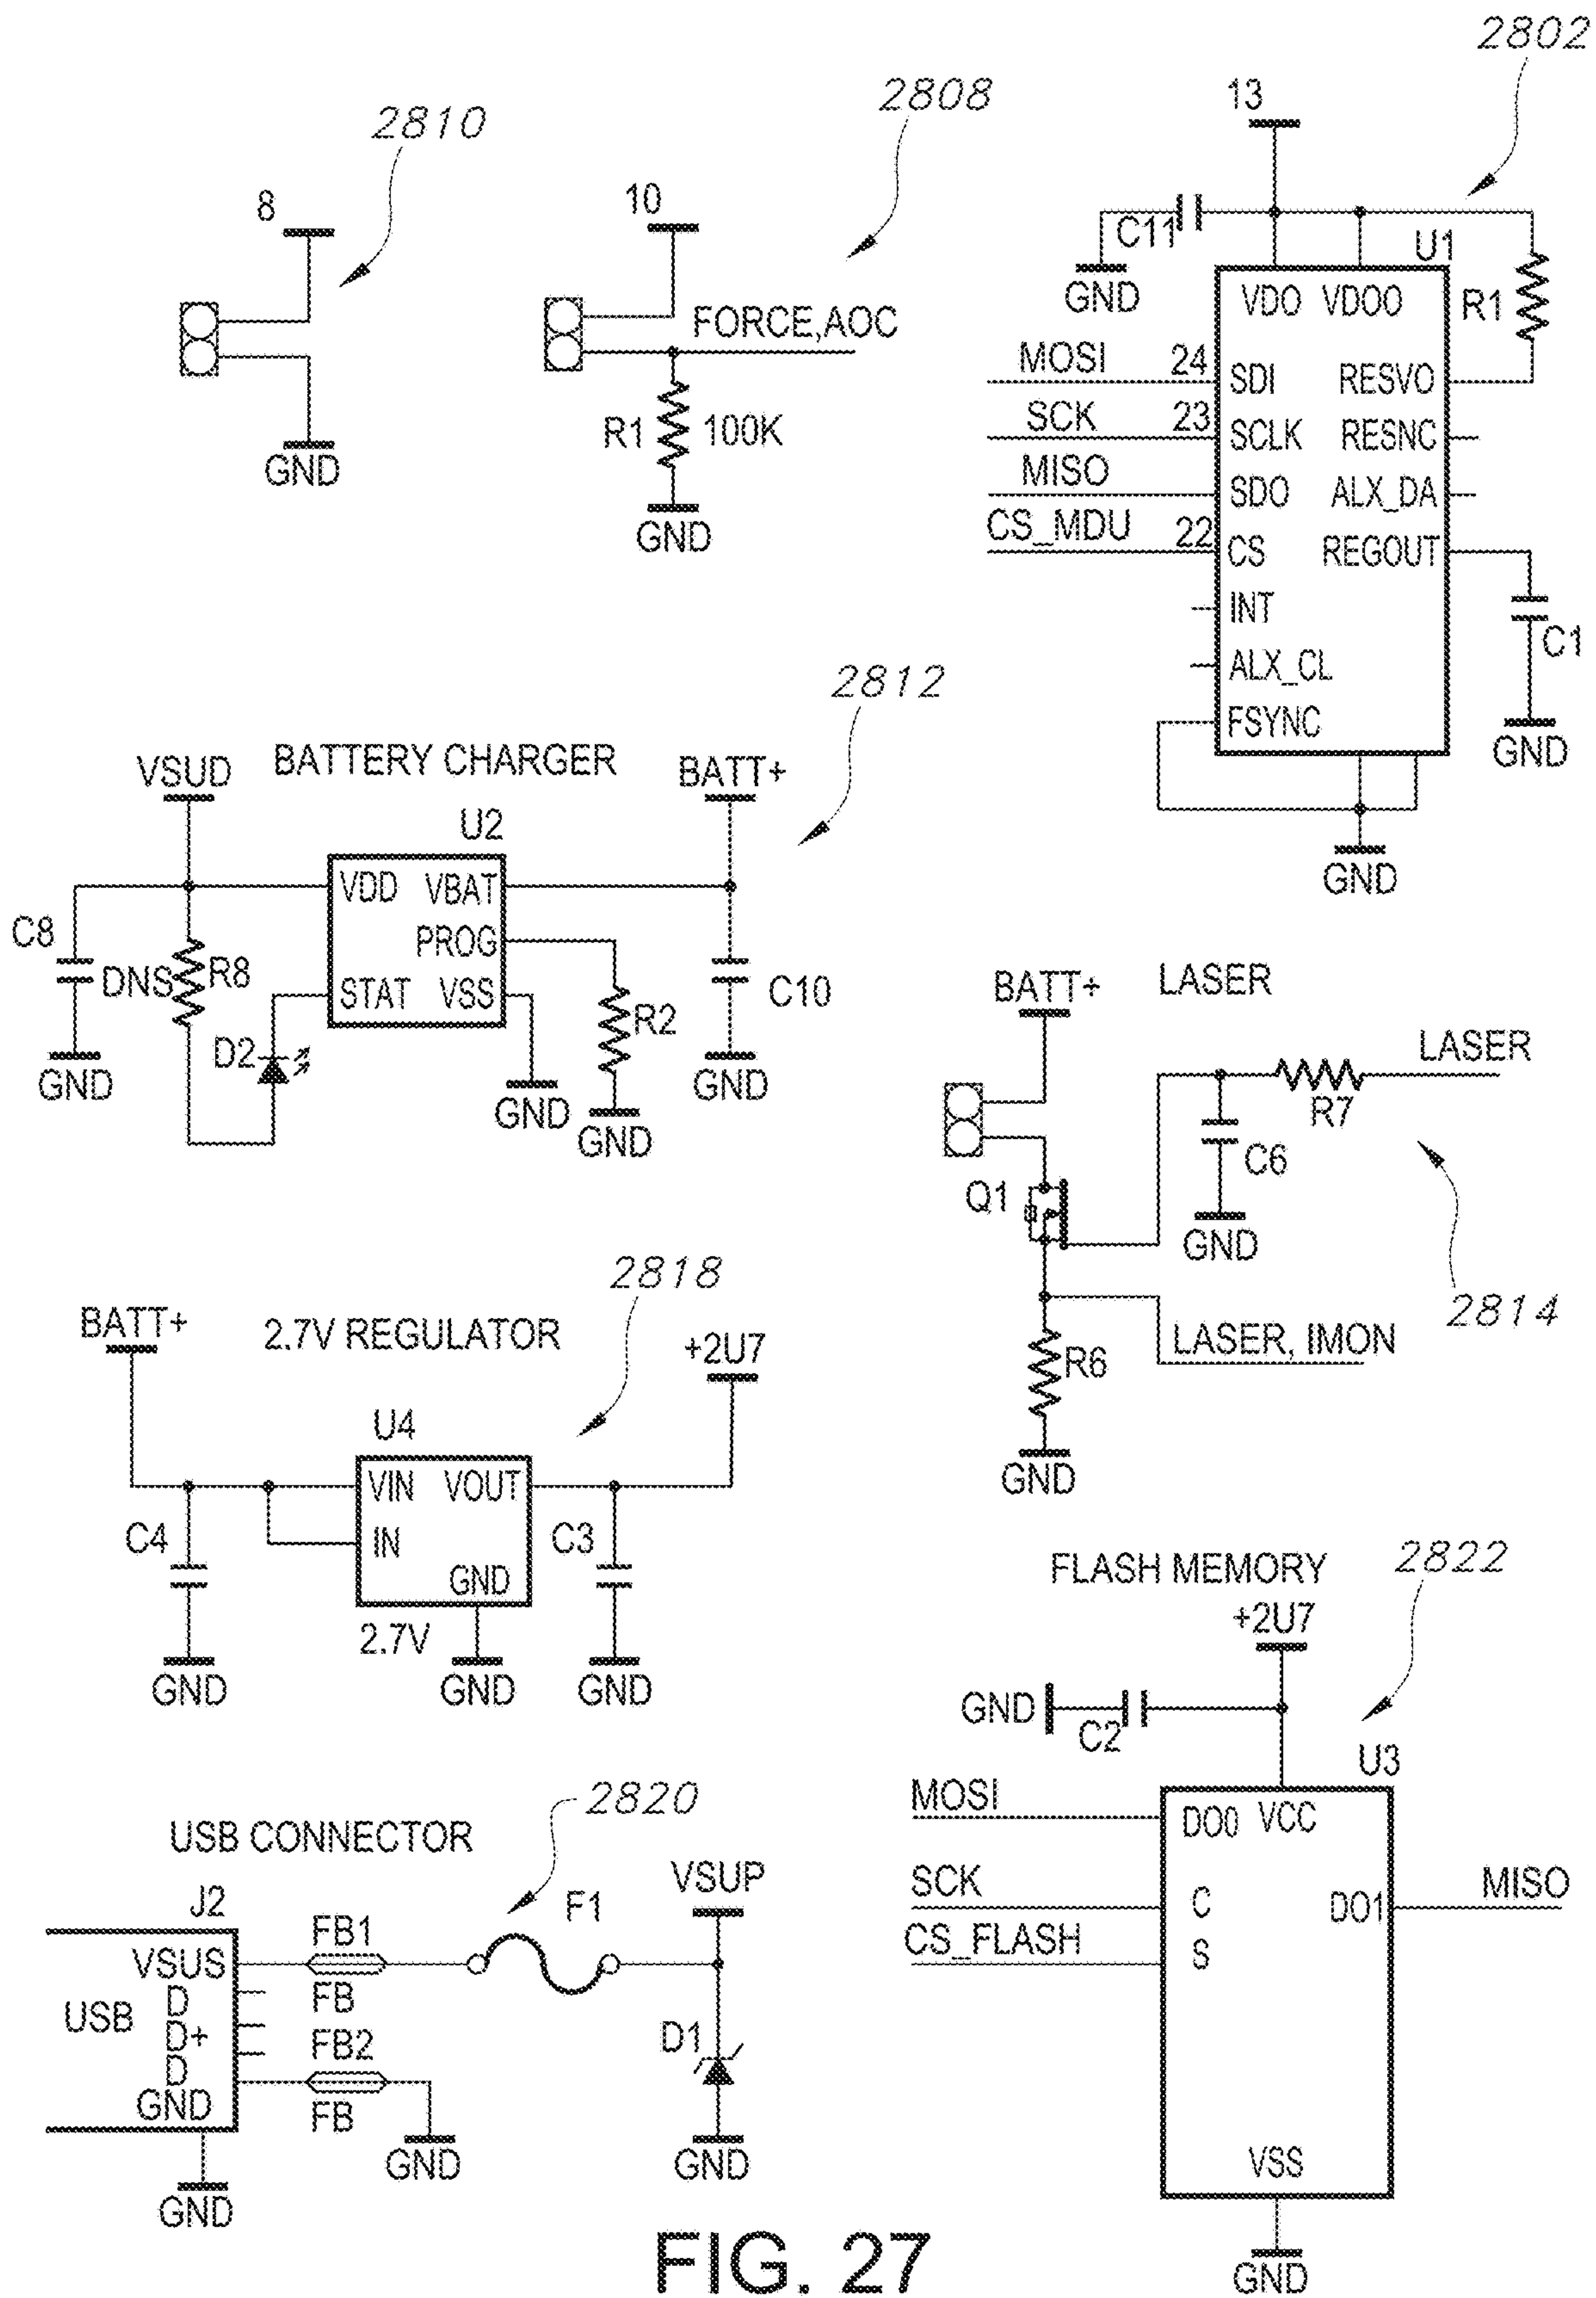 2810
8
GND
2808
10
FORCE,AOC
R1 100K
GND
2802
13
C11
GND
U1
R1
VDO VDOO
MOSI 24 SDI RESVO
SCK 23 SCLK RESNC
MISO SDO ALX_DA
CS_MDU 22 CS REGOUT
INT
ALX_CL
FSYNC
C1
GND
GND
2812
BATTERY CHARGER
VSUD
BATT+
U2
VDD VBAT
PROG
STAT VSS
C8
DNS R8
D2
R2
C10
GND
GND
GND
GND
LASER
BATT+
LASER
R7
C6
GND
Q1
2814
LASER, IMON
R6
GND
2818
BATT+
2.7V REGULATOR
+2U7
U4
VIN VOUT
IN
GND
C4
C3
2.7V
GND
GND
GND
2822
FLASH MEMORY
+2U7
GND
C2
U3
MOSI DO0 VCC
SCK C DO1 MISO
CS_FLASH S
VSS
GND
2820
USB CONNECTOR
VSUP
J2
F1
FB1
VSUS
FB
D
USB
D+
FB2
D
GND
FB
D1
GND
GND
GND
FIG. 27